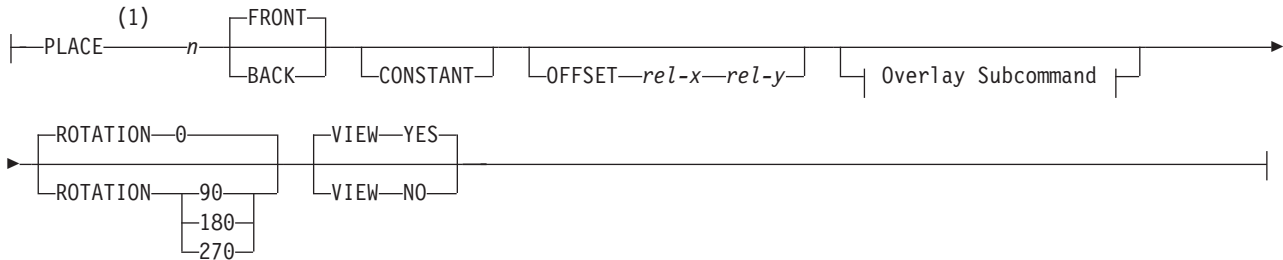 (1)
FRONT
PLACE n
BACK CONSTANT OFFSET rel-x rel-y Overlay Subcommand
ROTATION 0 VIEW YES
ROTATION 90 VIEW NO
180
270